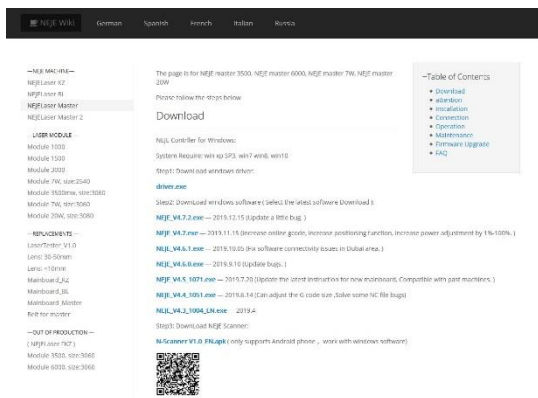 NEJE Wiki German Spanish French Italian Russia
—NEJE MACHINE—
NEJELaser KZ
NEJELaser BL
NEJELaser Master
NEJELaser Master 2
—LASER MODULE—
Module 1000
Module 1500
Module 3000
Module 7W, size:2540
Module 3500mw, size:3060
Module 7W, size:3060
Module 20W, size:3080
—REPLACEMENTS—
LaserTester_V1.0
Lens: 30-50mm
Lens: <10mm
Mainboard_KZ
Mainboard_BL
Mainboard_Master
Belt for master
—OUT OF PRODUCTION—
( NEJELaser FKZ )
Module 3500, size:3060
Module 6000, size:3060
The page is for NEJE master 3500, NEJE master 6000, NEJE master 7W, NEJE master
20W
Please follow the steps below
Download
NEJE Contriller for Windows:
System Require: win xp SP3, win7 win8, win10
Step1: Download windows driver:
driver.exe
Step2: DownLoad windows software ( Select the latest software Download ):
NEJE_V4.7.2.exe — 2019.12.15 (Update a little bug. )
NEJE_V4.7.exe — 2019.11.15 (Increase online gcode, increase positioning function, increase power adjustment by 1%-100%. )
NEJE_V4.6.1.exe — 2019.10.05 (Fix software connectivity issues in Dubai area. )
NEJE_V4.6.0.exe — 2019.9.10 (Update bugs. )
NEJE_V4.5_1071.exe — 2019.7.20 (Update the latest instruction for new mainboard, Compatible with past machines. )
NEJE_V4.4_1051.exe — 2019.6.14 (Can adjust the G code size ,Solve some NC file bugs)
NEJE_V4.3_1004_EN.exe — 2019.4
Step3: DownLoad NEJE Scanner:
N-Scanner V1.0_EN.apk ( only supports Android phone , work with windows software)
−Table of Contents
Download
attention
Installation
Connection
Operation
Maintenance
Firmware Upgrade
FAQ